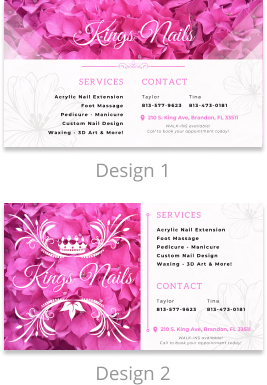 Kings Nails
SERVICES
Acrylic Nail Extension
Foot Massage
Pedicure - Manicure
Custom Nail Design
Waxing - 3D Art & More!
CONTACT
Taylor Tina
813-577-9623 813-473-0181
210 S. Kings Ave, Brandon, FL 33511
WALK-INS available!
Call to book your appointment today!
Design 1
Kings Nails
SERVICES
Acrylic Nail Extension
Foot Massage
Pedicure - Manicure
Custom Nail Design
Waxing - 3D Art & More!
CONTACT
Taylor Tina
813-577-9623 813-473-0181
210 S. Kings Ave, Brandon, FL 33511
WALK-INS available!
Call to book your appointment today!
Design 2